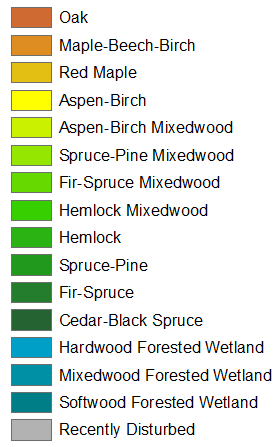 Oak
Maple-Beech-Birch
Red Maple
Aspen-Birch
Aspen-Birch Mixedwood
Spruce-Pine Mixedwood
Fir-Spruce Mixedwood
Hemlock Mixedwood
Hemlock
Spruce-Pine
Fir-Spruce
Cedar-Black Spruce
Hardwood Forested Wetland
Mixedwood Forested Wetland
Softwood Forested Wetland
Recently Disturbed